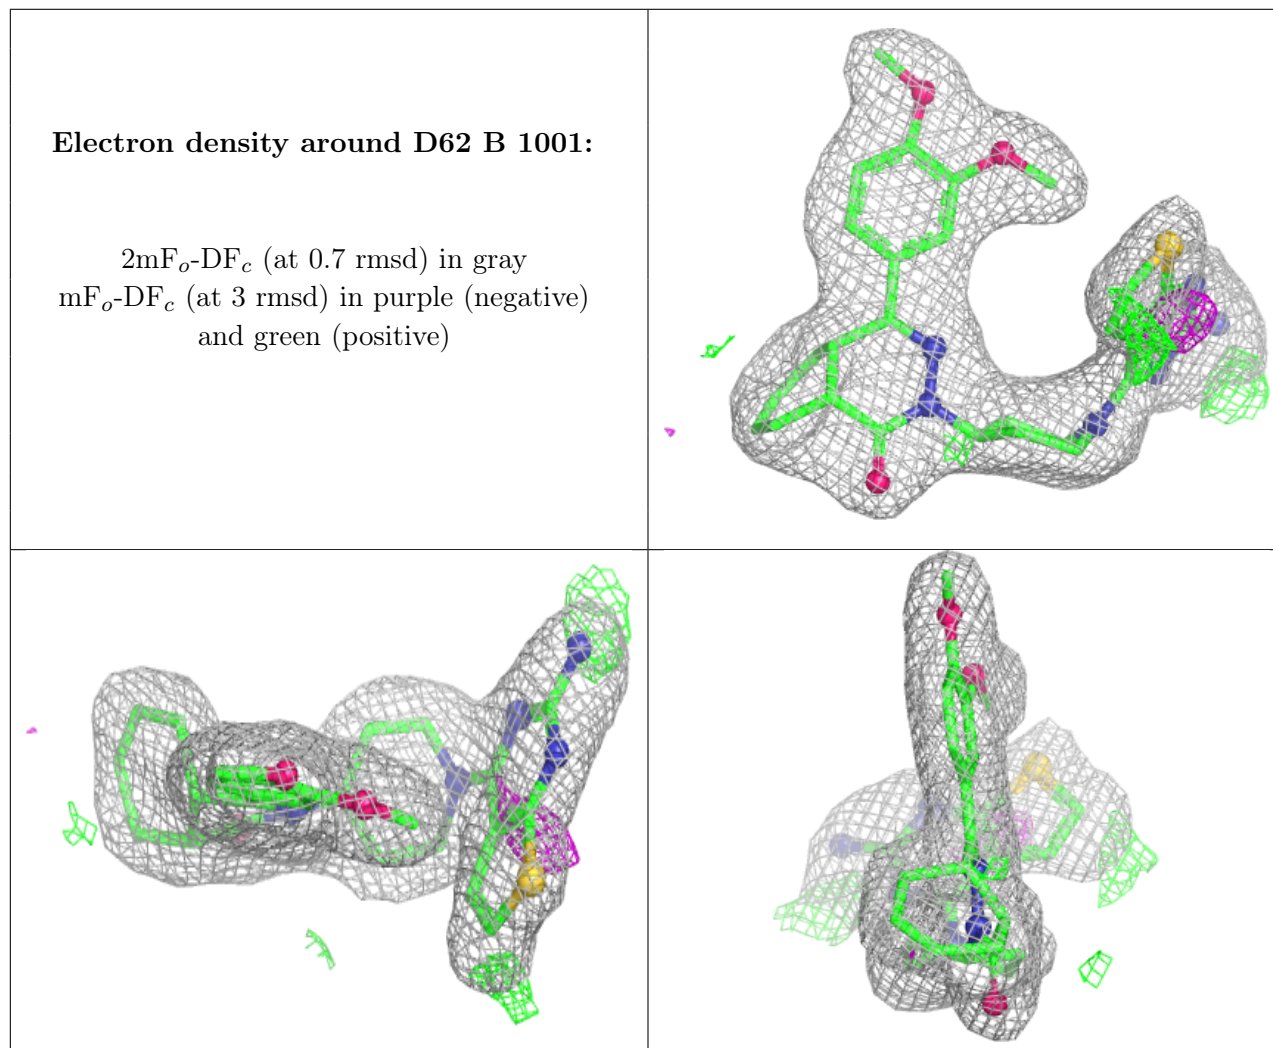 Electron density around D62 B 1001:
2mFₒ-DF𝑐 (at 0.7 rmsd) in gray
mFₒ-DF𝑐 (at 3 rmsd) in purple (negative)
and green (positive)